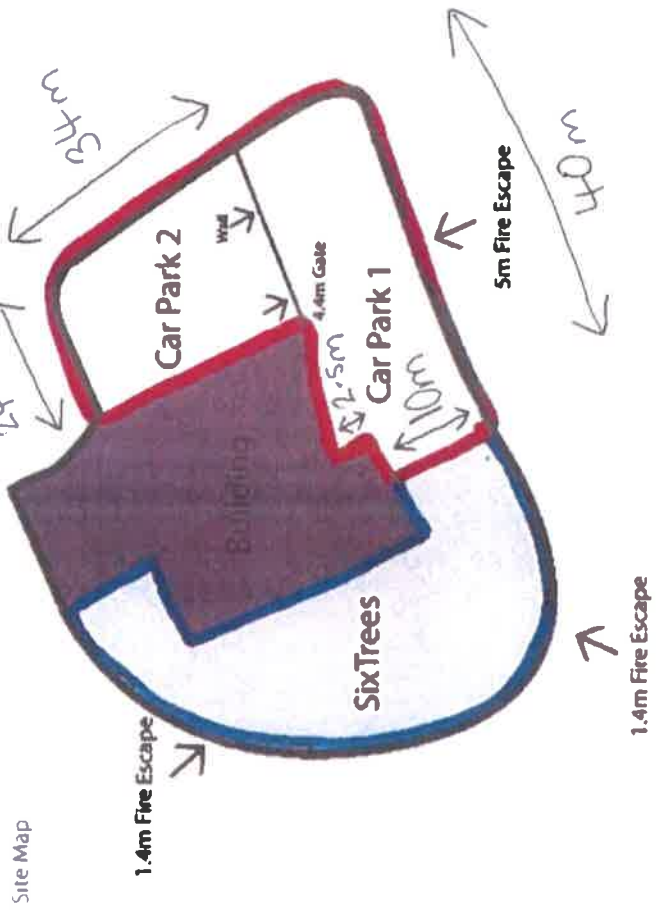 Site Map
34m
Car Park 2
Wall
4.4m Gate
2.5m
Car Park 1
10m
Building
SixTrees
5m Fire Escape
40m
1.4m Fire Escape
1.4m Fire Escape